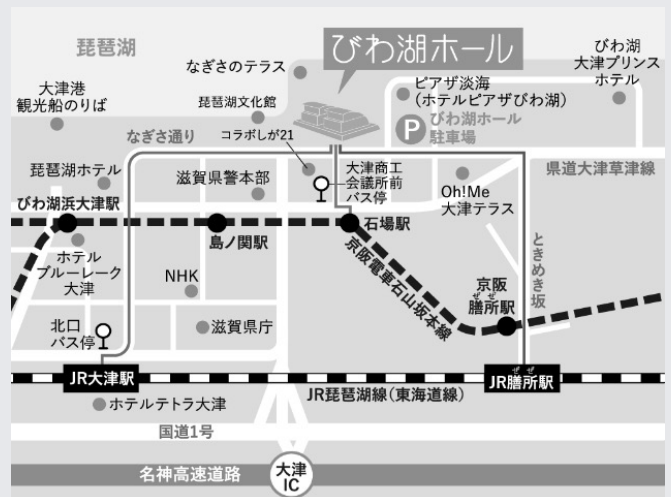 琵琶湖
びわ湖ホール
なぎさのテラス
びわ湖
大津プリンス
ホテル
大津港
観光船のりば
琵琶湖文化館
ピアザ淡海
(ホテルピアザびわ湖)
P
びわ湖ホール
駐車場
なぎさ通り
コラボしが21
琵琶湖ホテル
滋賀県警本部
大津商工
会議所前
バス停
県道大津草津線
Oh!Me
大津テラス
びわ湖浜大津駅
島ノ関駅
石場駅
ホテル
ブルーレーク
大津
NHK
京阪電車石山坂本線
ときめき坂
京阪
ぜぜ
膳所駅
北口
バス停
滋賀県庁
JR大津駅
ぜぜ
JR膳所駅
JR琵琶湖線(東海道線)
ホテルテトラ大津
国道1号
名神高速道路
大津
IC